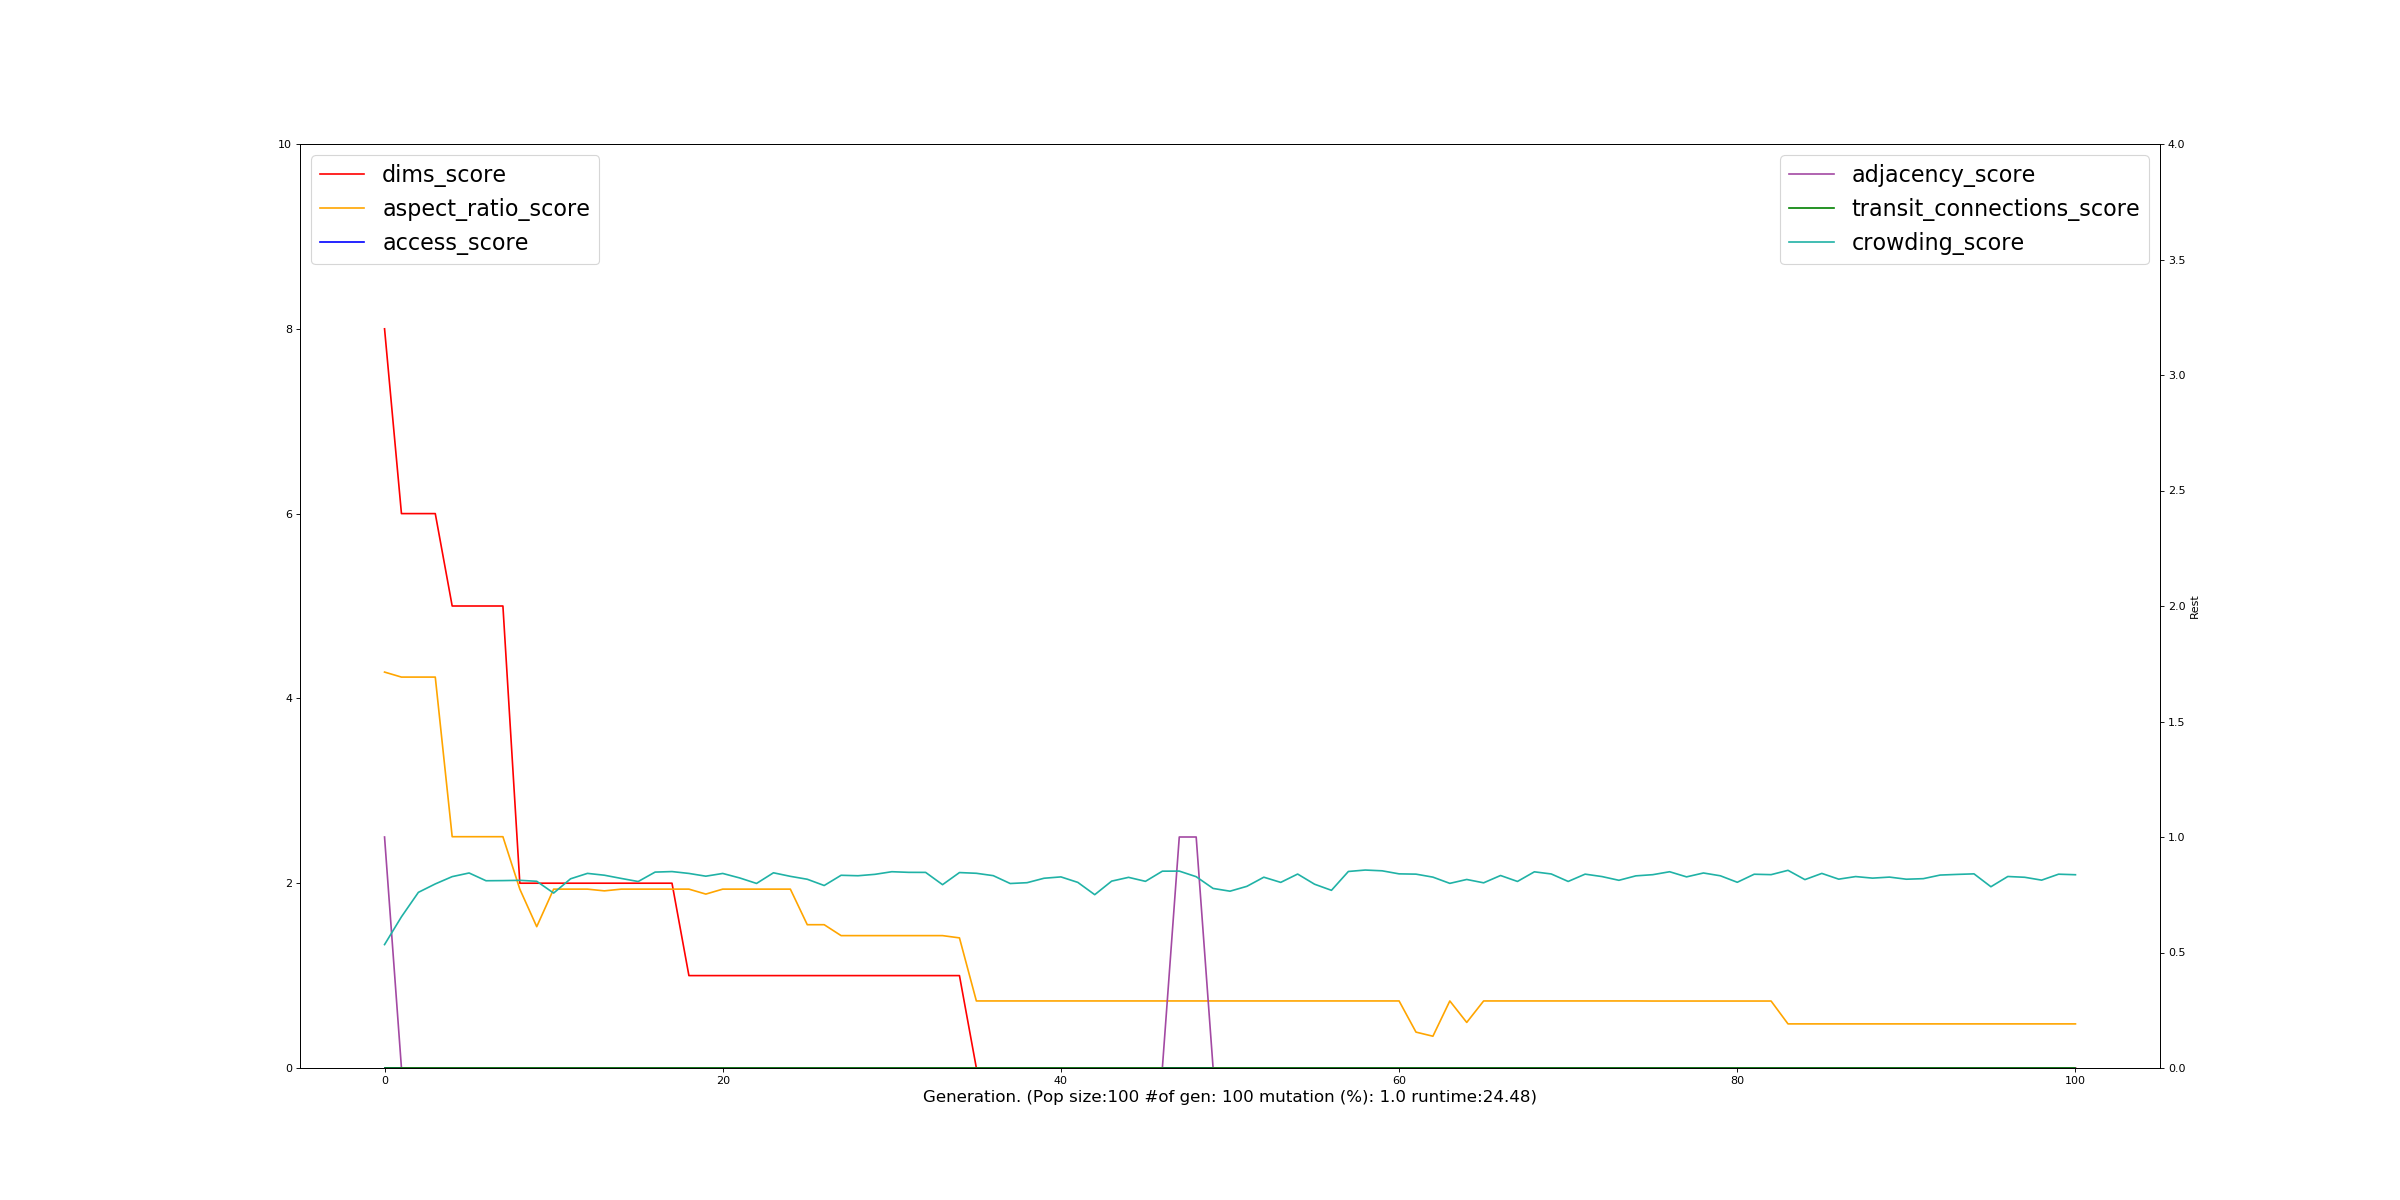 dims_score
aspect_ratio_score
access_score
adjacency_score
transit_connections_score
crowding_score
10
8
6
4
2
0
4.0
3.5
3.0
2.5
2.0
1.5
1.0
0.5
0.0
Rest
0 20 40 60 80 100
Generation. (Pop size:100 #of gen: 100 mutation (%): 1.0 runtime:24.48)